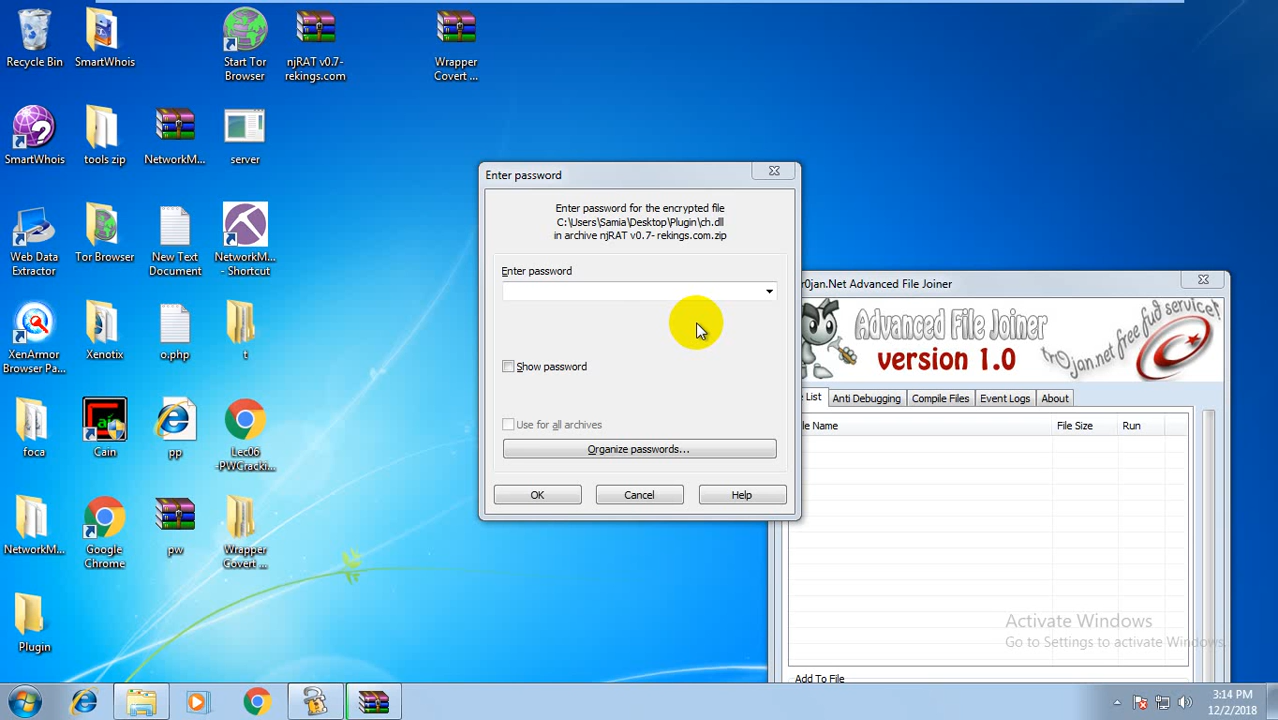 Recycle Bin
SmartWhois
Start Tor
Browser
njRAT v0.7-
rekings.com
Wrapper
Covert ...
SmartWhois
tools zip
NetworkM...
server
Web Data
Extractor
Tor Browser
New Text
Document
NetworkM...
- Shortcut
XenArmor
Browser Pa...
Xenotix
o.php
t
foca
Cain
pp
Lec06
-PWCracki...
NetworkM...
Google
Chrome
pw
Wrapper
Covert ...
Plugin
Enter password
Enter password for the encrypted file
C:\Users\Samia\Desktop\Plugin\ch.dll
in archive njRAT v0.7- rekings.com.zip
Enter password
Show password
Use for all archives
Organize passwords...
OK
Cancel
Help
r0jan.Net Advanced File Joiner
Advanced File Joiner
version 1.0
tr0jan.net free fud service!
List
Anti Debugging
Compile Files
Event Logs
About
le Name
File Size
Run
Activate Windows
Go to Settings to activate Windows.
Add To File
3:14 PM
12/2/2018